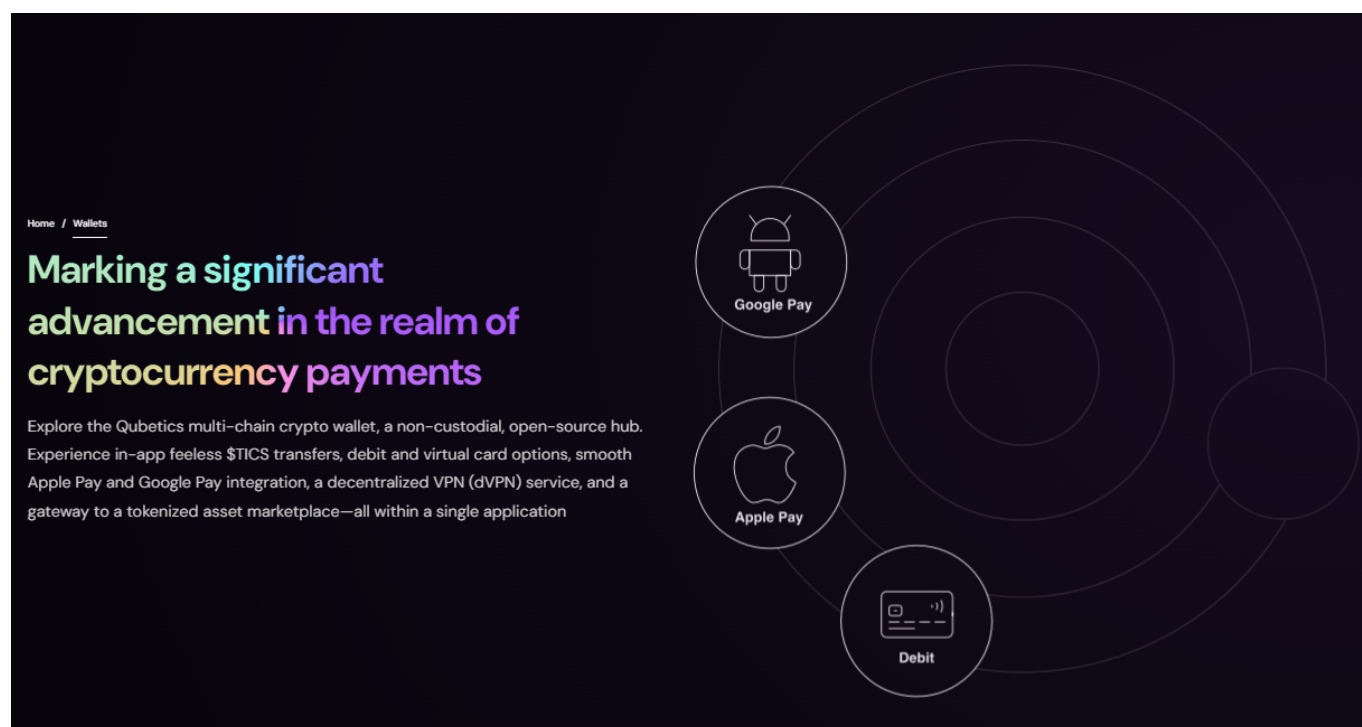 Home / Wallets
Marking a significant
advancement in the realm of
cryptocurrency payments
Explore the Qubetics multi-chain crypto wallet, a non-custodial, open-source hub.
Experience in-app feeless $TICS transfers, debit and virtual card options, smooth
Apple Pay and Google Pay integration, a decentralized VPN (dVPN) service, and a
gateway to a tokenized asset marketplace—all within a single application
Google Pay
Apple Pay
Debit